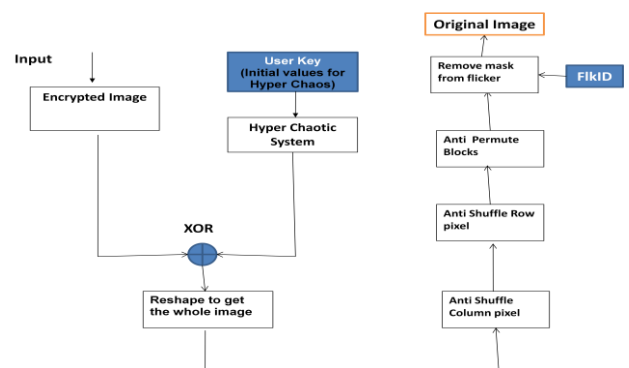 Input
Encrypted Image
User Key
(Initial values for
Hyper Chaos)
Hyper Chaotic
System
XOR
Reshape to get
the whole image
Original Image
Remove mask
from flicker
FlkID
Anti Permute
Blocks
Anti Shuffle Row
pixel
Anti Shuffle
Column pixel